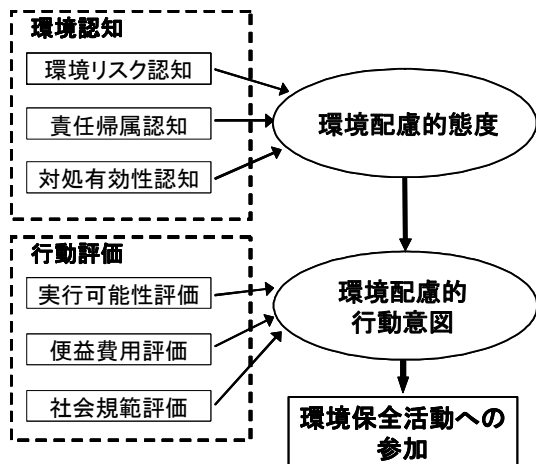 環境認知
環境リスク認知
責任帰属認知
対処有効性認知
環境配慮的態度
行動評価
実行可能性評価
便益費用評価
社会規範評価
環境配慮的
行動意図
環境保全活動への
参加